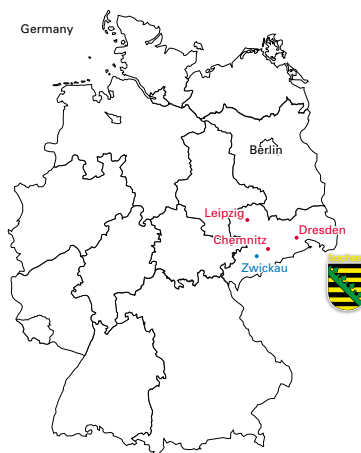 Germany
Berlin
Leipzig
Dresden
Chemnitz
Zwickau